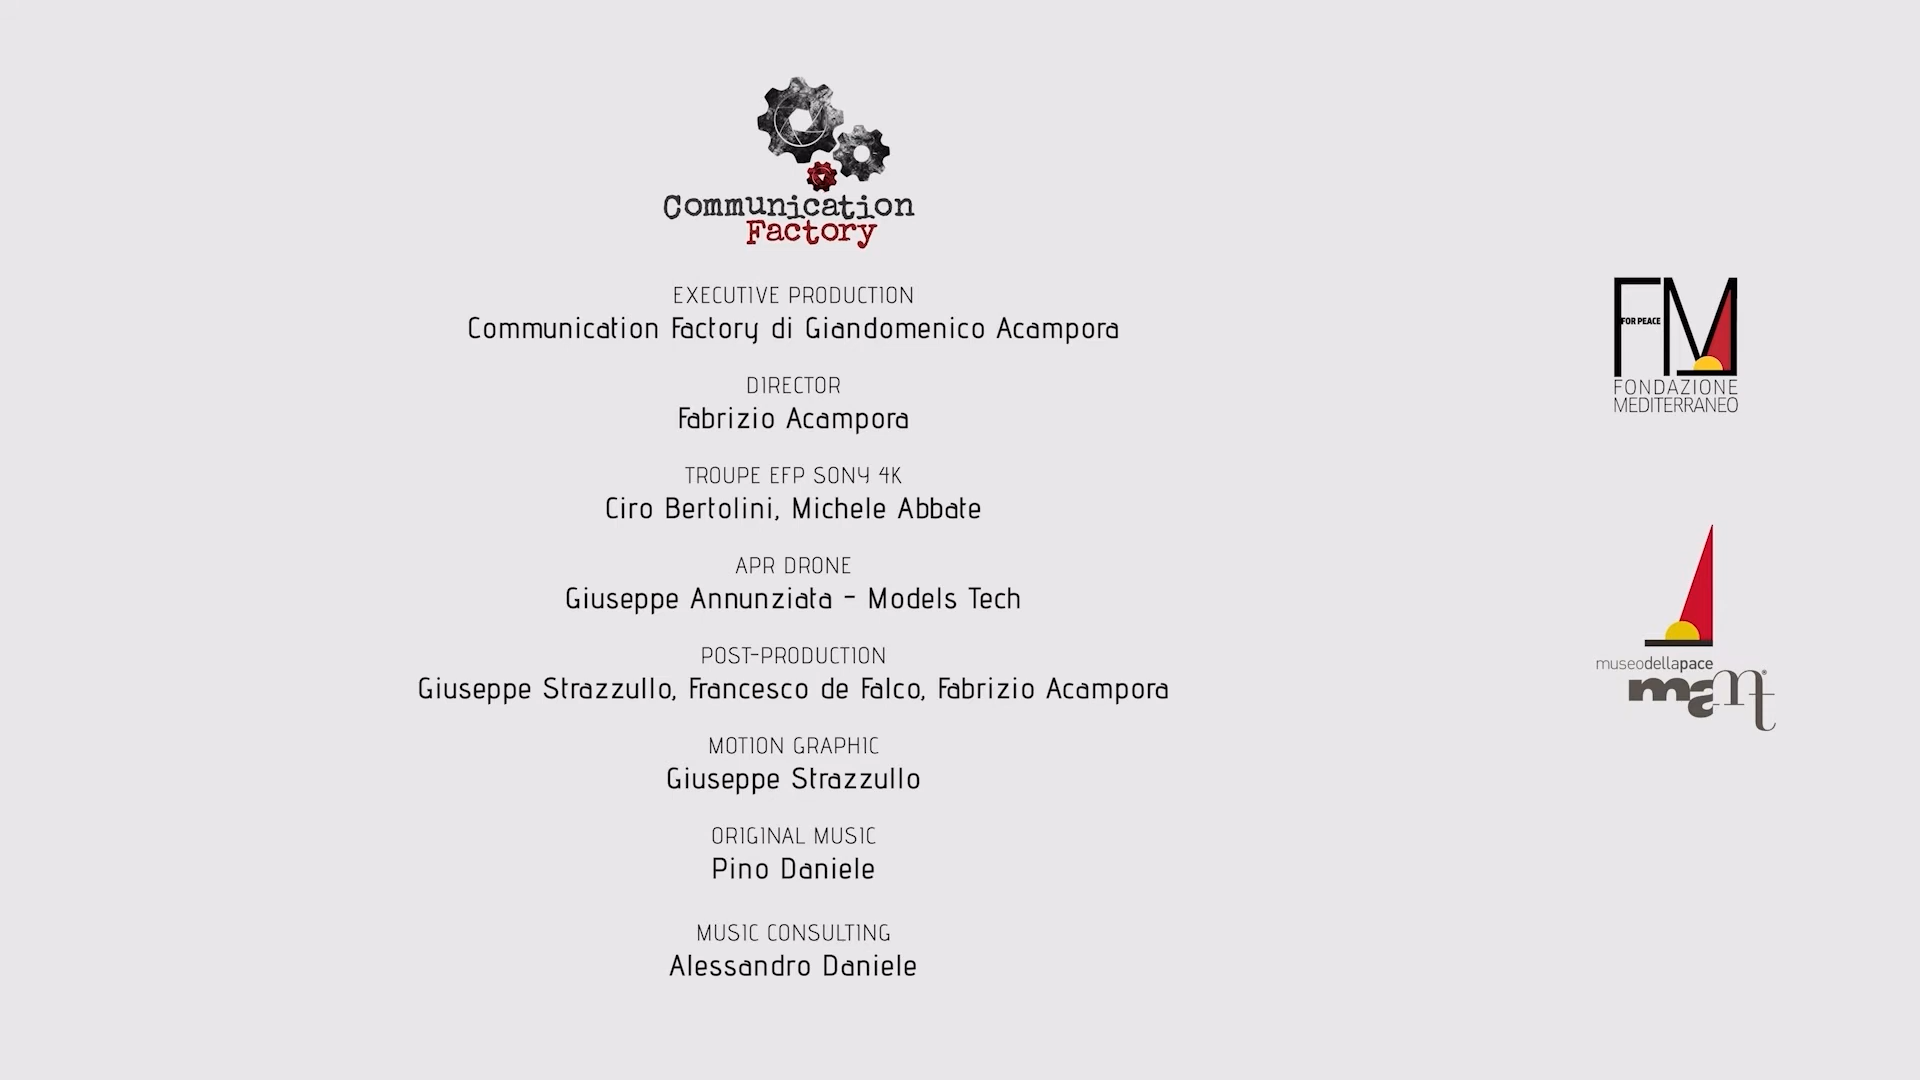 Communication
Factory
EXECUTIVE PRODUCTION
Communication Factory di Giandomenico Acampora
DIRECTOR
Fabrizio Acampora
TROUPE EFP SONY 4K
Ciro Bertolini, Michele Abbate
APR DRONE
Giuseppe Annunziata - Models Tech
POST-PRODUCTION
Giuseppe Strazzullo, Francesco de Falco, Fabrizio Acampora
MOTION GRAPHIC
Giuseppe Strazzullo
ORIGINAL MUSIC
Pino Daniele
MUSIC CONSULTING
Alessandro Daniele
FM
FOR PEACE
FONDAZIONE
MEDITERRANEO
museodellapace
mamt